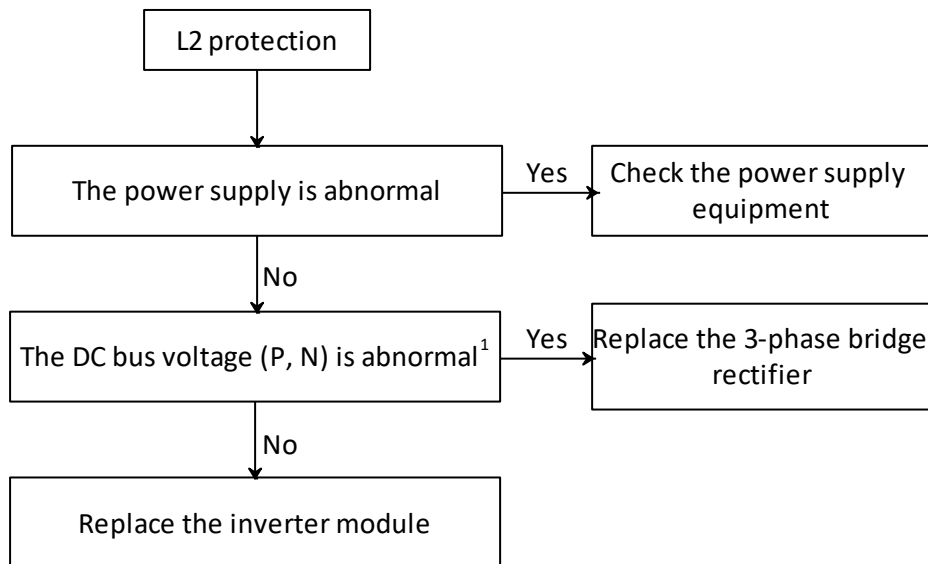 L2 protection
The power supply is abnormal
Yes
Check the power supply
equipment
No
The DC bus voltage (P, N) is abnormal¹
Yes
Replace the 3-phase bridge
rectifier
No
Replace the inverter module